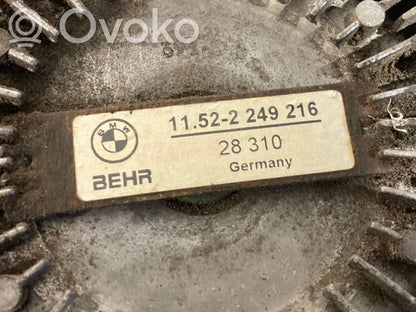 Ovoko
BMW
11.52-2 249 216
28 310
BEHR
Germany